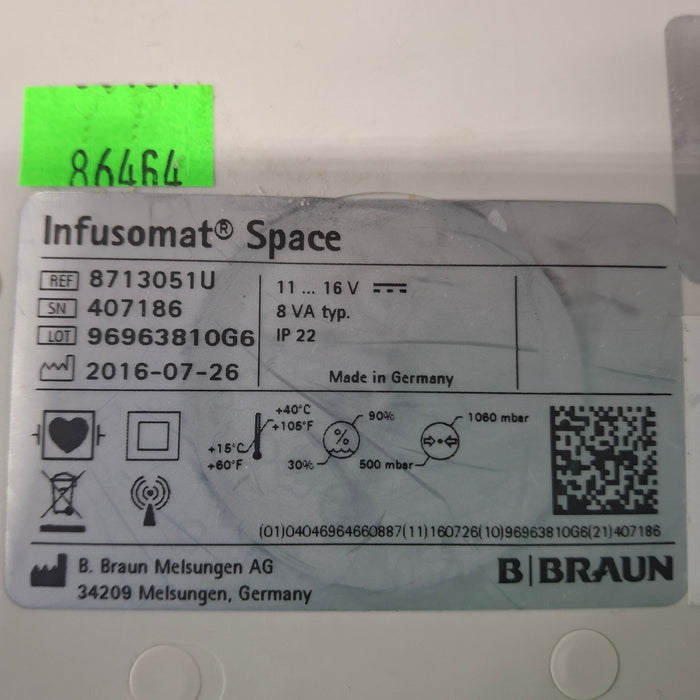 86464
Infusomat® Space
REF 8713051U
SN 407186
LOT 96963810G6
2016-07-26
11 ... 16 V
8 VA typ.
IP 22
Made in Germany
+40°C
+105°F
+15°C
+60°F
%
90%
30%
1060 mbar
500 mbar
(01)04046964660887(11)160726(10)96963810G6(21)407186
B. Braun Melsungen AG
34209 Melsungen, Germany
B|BRAUN